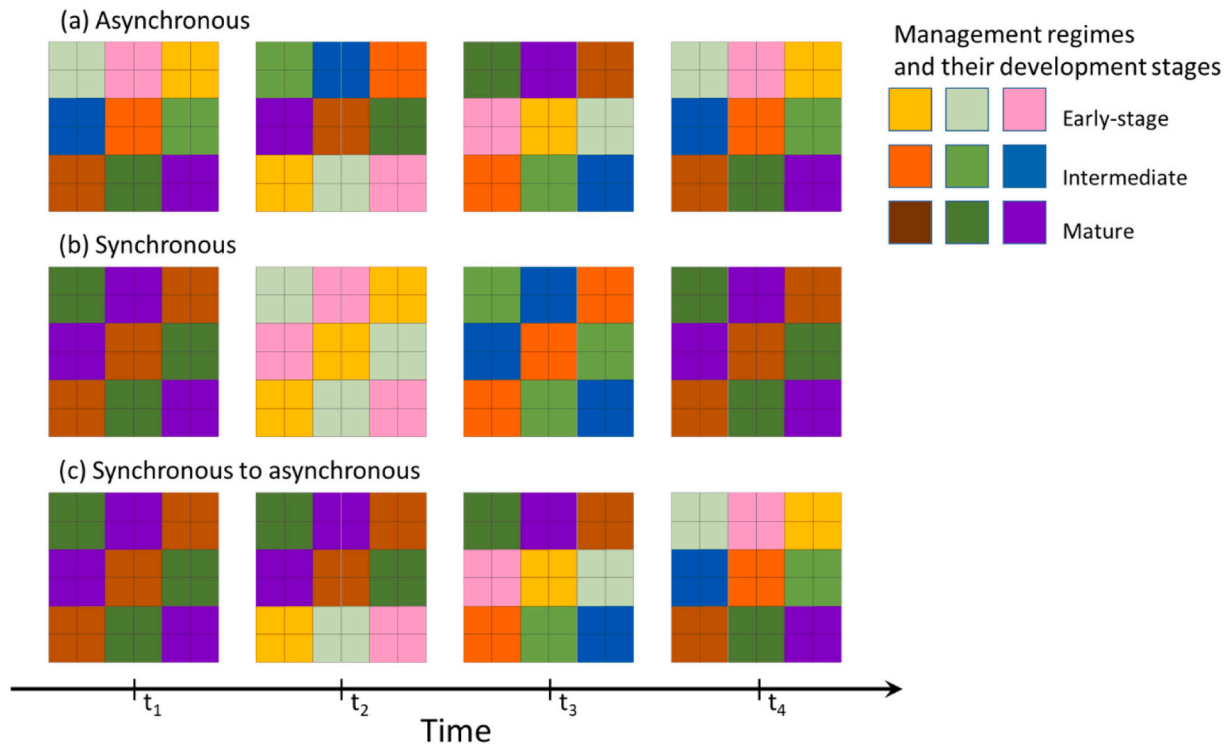 (a) Asynchronous
Management regimes
and their development stages
Early-stage
Intermediate
Mature
(b) Synchronous
(c) Synchronous to asynchronous
t1
t2
t3
t4
Time